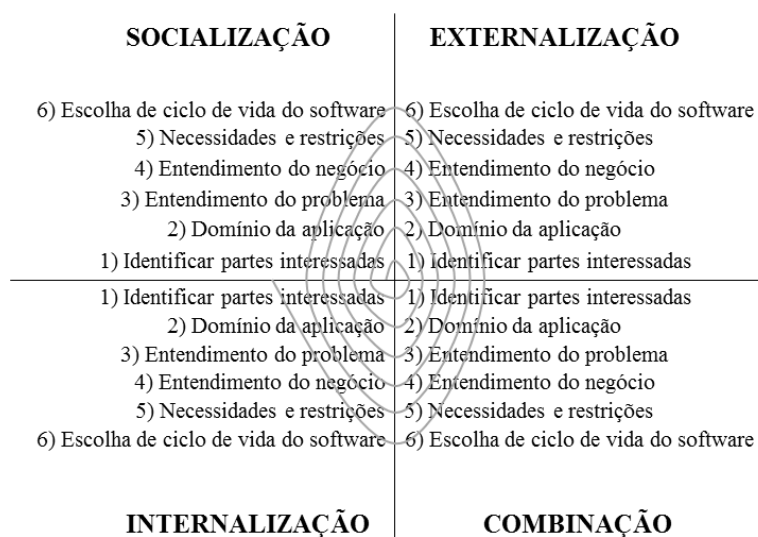 SOCIALIZAÇÃO
6) Escolha de ciclo de vida do software
5) Necessidades e restrições
4) Entendimento do negócio
3) Entendimento do problema
2) Domínio da aplicação
1) Identificar partes interessadas
EXTERNALIZAÇÃO
6) Escolha de ciclo de vida do software
5) Necessidades e restrições
4) Entendimento do negócio
3) Entendimento do problema
2) Domínio da aplicação
1) Identificar partes interessadas
1) Identificar partes interessadas
2) Domínio da aplicação
3) Entendimento do problema
4) Entendimento do negócio
5) Necessidades e restrições
6) Escolha de ciclo de vida do software
INTERNALIZAÇÃO
1) Identificar partes interessadas
2) Domínio da aplicação
3) Entendimento do problema
4) Entendimento do negócio
5) Necessidades e restrições
6) Escolha de ciclo de vida do software
COMBINAÇÃO